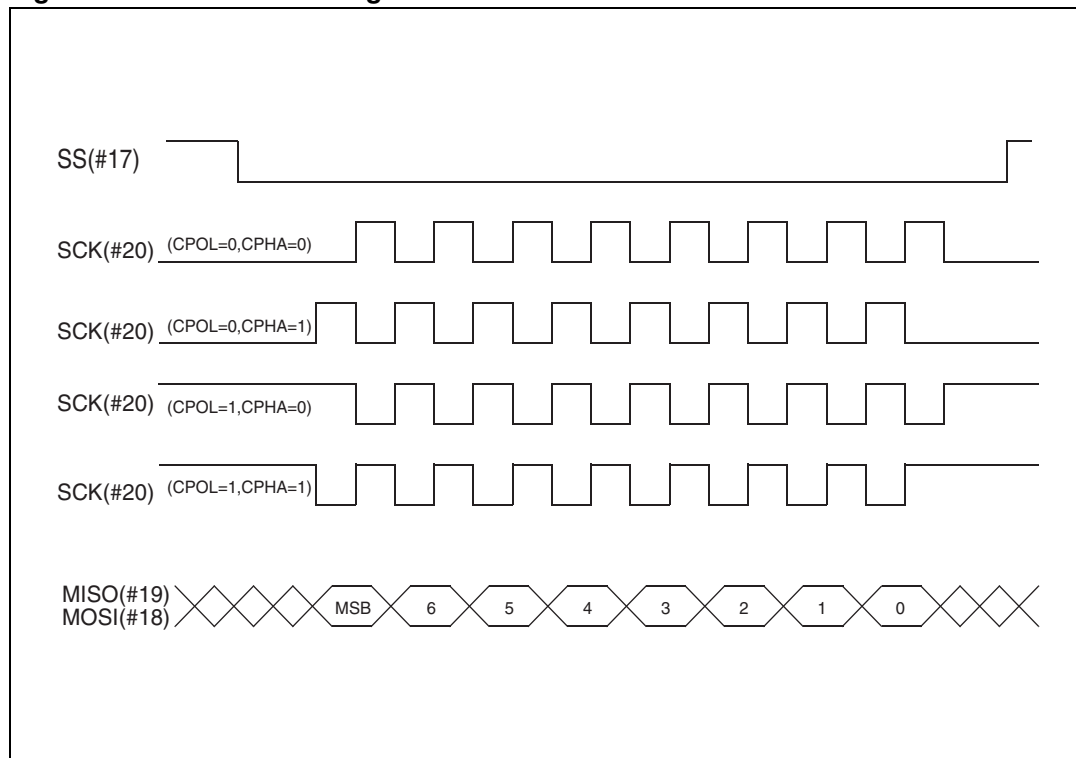 SS(#17)
SCK(#20) (CPOL=0,CPHA=0)
SCK(#20) (CPOL=0,CPHA=1)
SCK(#20) (CPOL=1,CPHA=0)
SCK(#20) (CPOL=1,CPHA=1)
MISO(#19)
MOSI(#18)
MSB 6 5 4 3 2 1 0